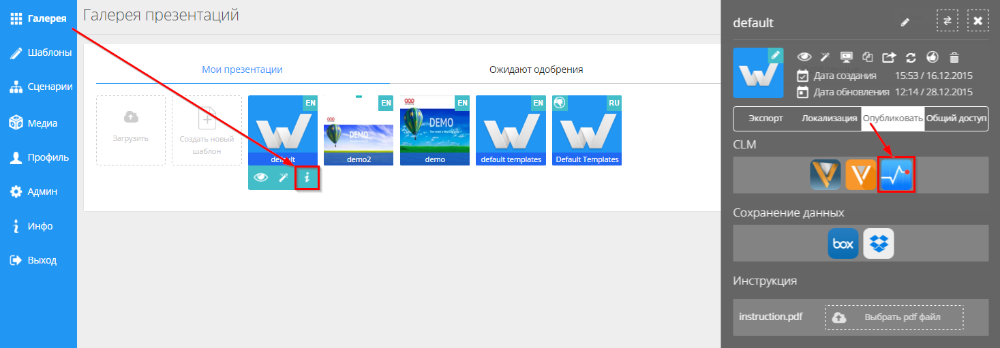 Галерея
Шаблоны
Сценарии
Медиа
Профиль
Админ
Инфо
Выход
Галерея презентаций
Мои презентации
Ожидают одобрения
Загрузить
Создать новый
шаблон
EN
default
EN
DEMO
demo2
EN
DEMO
demo
EN
default templates
RU
Default Templates
default
Дата создания 15:53 / 16.12.2015
Дата обновления 12:14 / 28.12.2015
Экспорт Локализация Опубликовать Общий доступ
CLM
Сохранение данных
box
Инструкция
instruction.pdf Выбрать pdf файл